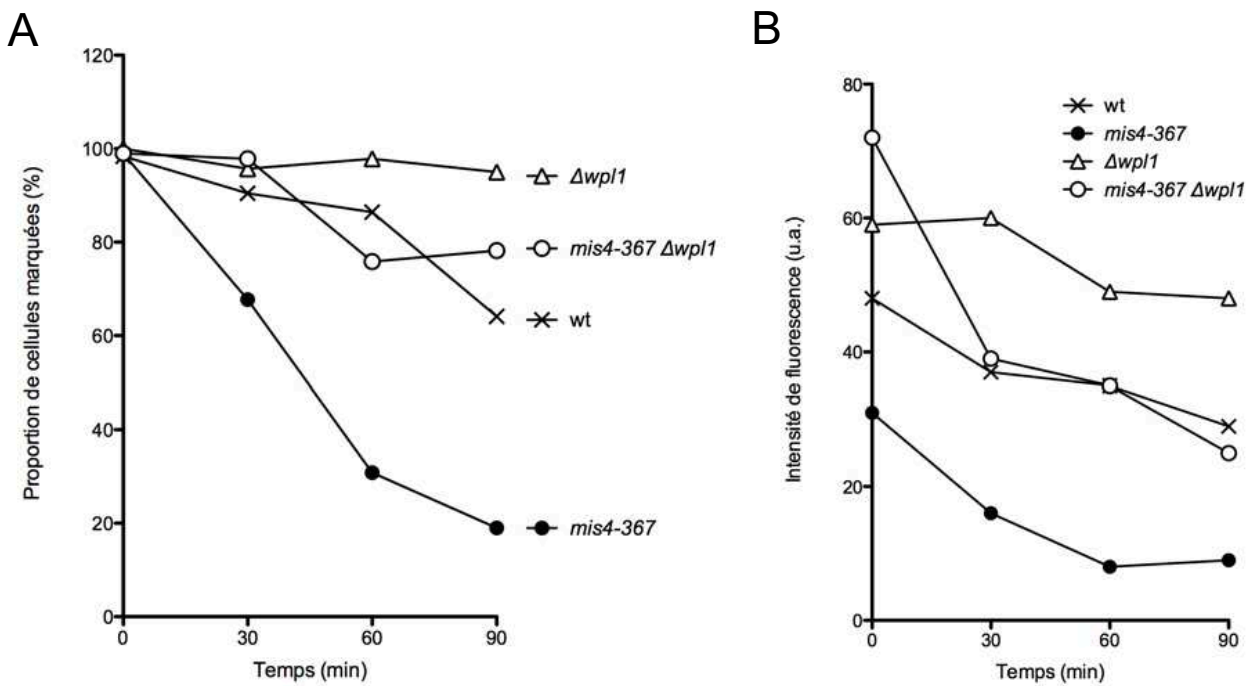 A
120
100
80
60
40
20
0
Proportion de cellules marquées (%)
0 30 60 90
Temps (min)
Δwpl1
mis4-367 Δwpl1
wt
mis4-367
B
80
60
40
20
0
Intensité de fluorescence (u.a.)
0 30 60 90
Temps (min)
wt
mis4-367
Δwpl1
mis4-367 Δwpl1